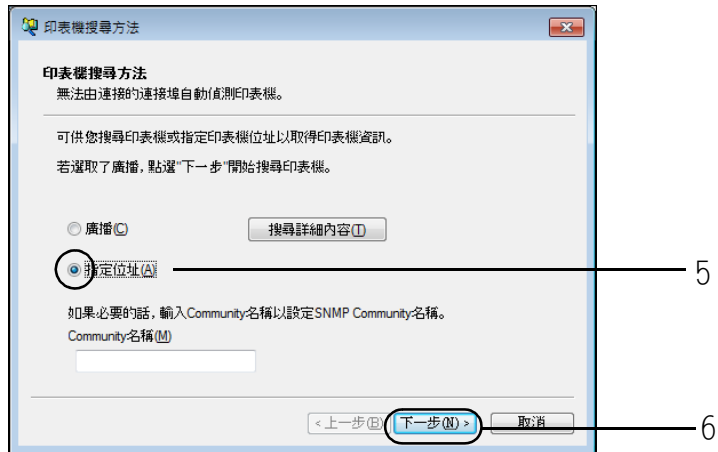 印表機搜尋方法
印表機搜尋方法
無法由連接的連接埠自動偵測印表機。
可供您搜尋印表機或指定印表機位址以取得印表機資訊。
若選取了廣播，點選"下一步"開始搜尋印表機。
廣播(C) 搜尋詳細內容(T)
指定位址(A) 5
如果必要的話，輸入Community名稱以設定SNMP Community名稱。
Community名稱(M)
<上一步(B) 下一步(N) > 取消 6